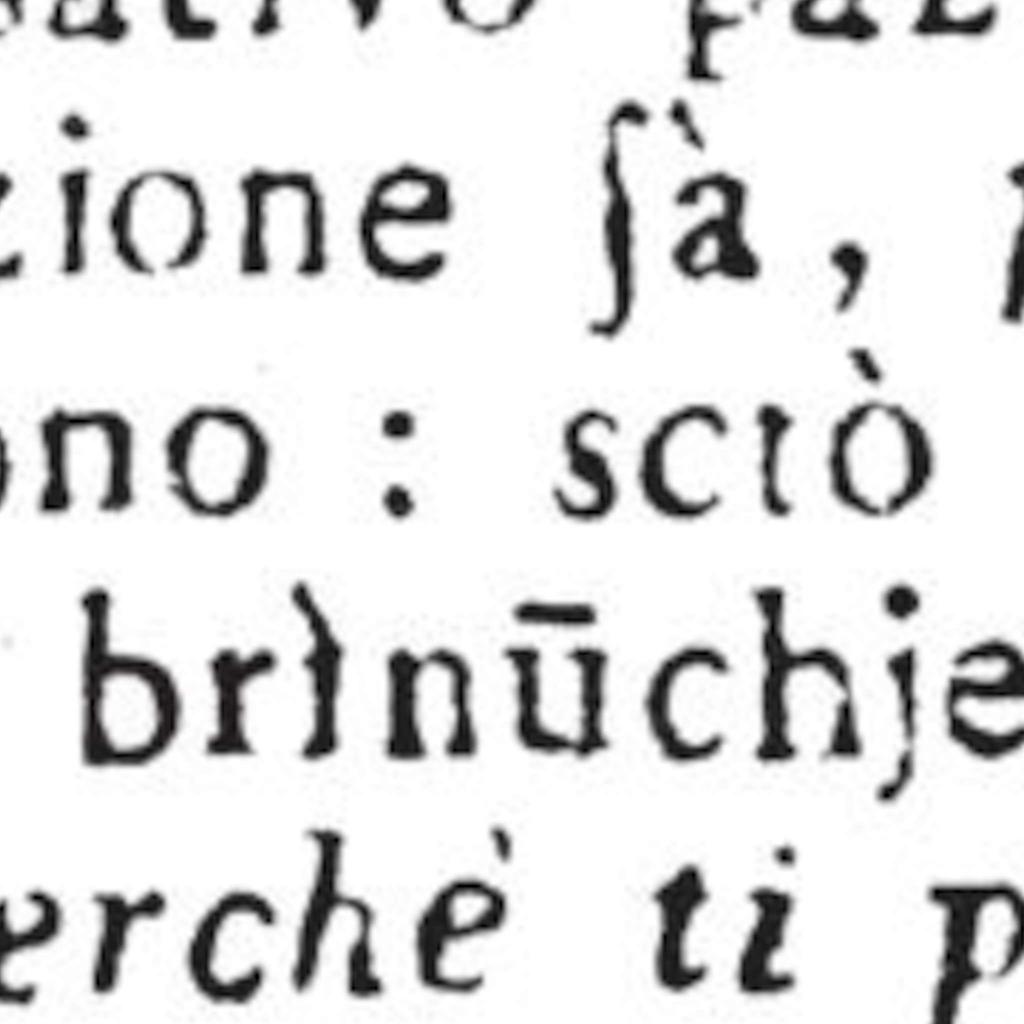 zione ſà,
ono : sciò
brìnūchje
erchè ti p